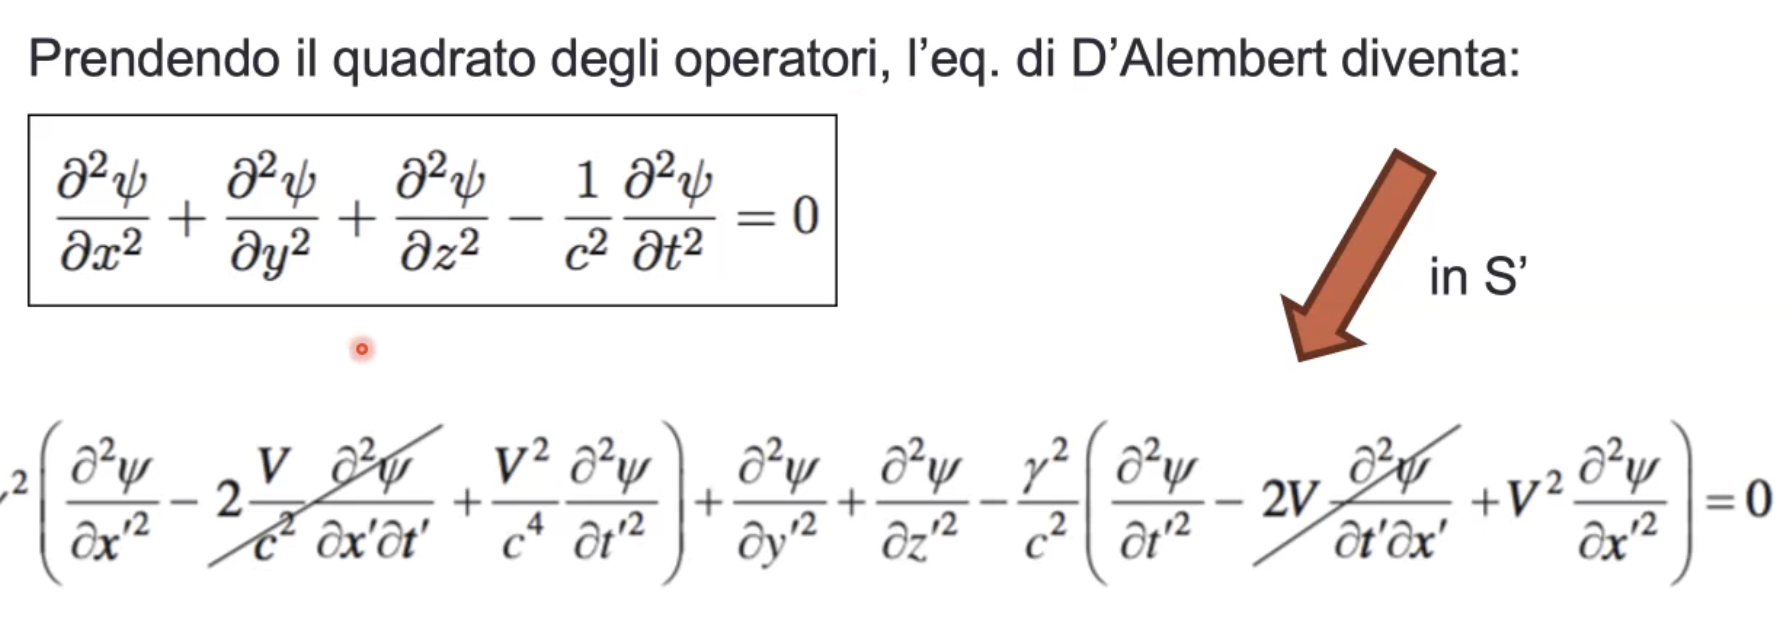 Prendendo il quadrato degli operatori, l'eq. di D'Alembert diventa:
∂²ψ/∂x² + ∂²ψ/∂y² + ∂²ψ/∂z² − 1/c² ∂²ψ/∂t² = 0
in S'
² ( ∂²ψ/∂x'² − 2 V/c² ∂²ψ/∂x'∂t' + V²/c⁴ ∂²ψ/∂t'² ) + ∂²ψ/∂y'² + ∂²ψ/∂z'² − γ²/c² ( ∂²ψ/∂t'² − 2V ∂²ψ/∂t'∂x' + V² ∂²ψ/∂x'² ) = 0